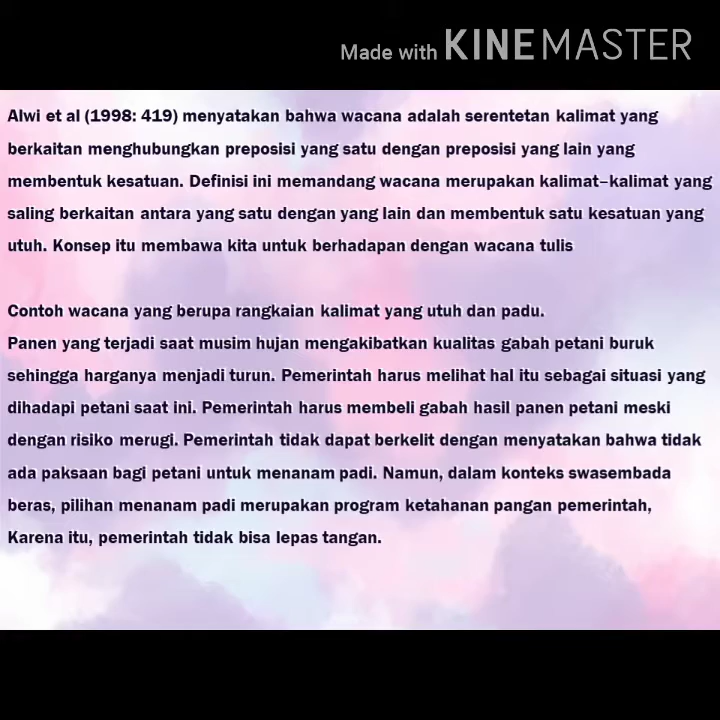 Made with KINEMASTER
Alwi et al (1998: 419) menyatakan bahwa wacana adalah serentetan kalimat yang
berkaitan menghubungkan preposisi yang satu dengan preposisi yang lain yang
membentuk kesatuan. Definisi ini memandang wacana merupakan kalimat–kalimat yang
saling berkaitan antara yang satu dengan yang lain dan membentuk satu kesatuan yang
utuh. Konsep itu membawa kita untuk berhadapan dengan wacana tulis
Contoh wacana yang berupa rangkaian kalimat yang utuh dan padu.
Panen yang terjadi saat musim hujan mengakibatkan kualitas gabah petani buruk
sehingga harganya menjadi turun. Pemerintah harus melihat hal itu sebagai situasi yang
dihadapi petani saat ini. Pemerintah harus membeli gabah hasil panen petani meski
dengan risiko merugi. Pemerintah tidak dapat berkelit dengan menyatakan bahwa tidak
ada paksaan bagi petani untuk menanam padi. Namun, dalam konteks swasembada
beras, pilihan menanam padi merupakan program ketahanan pangan pemerintah,
Karena itu, pemerintah tidak bisa lepas tangan.